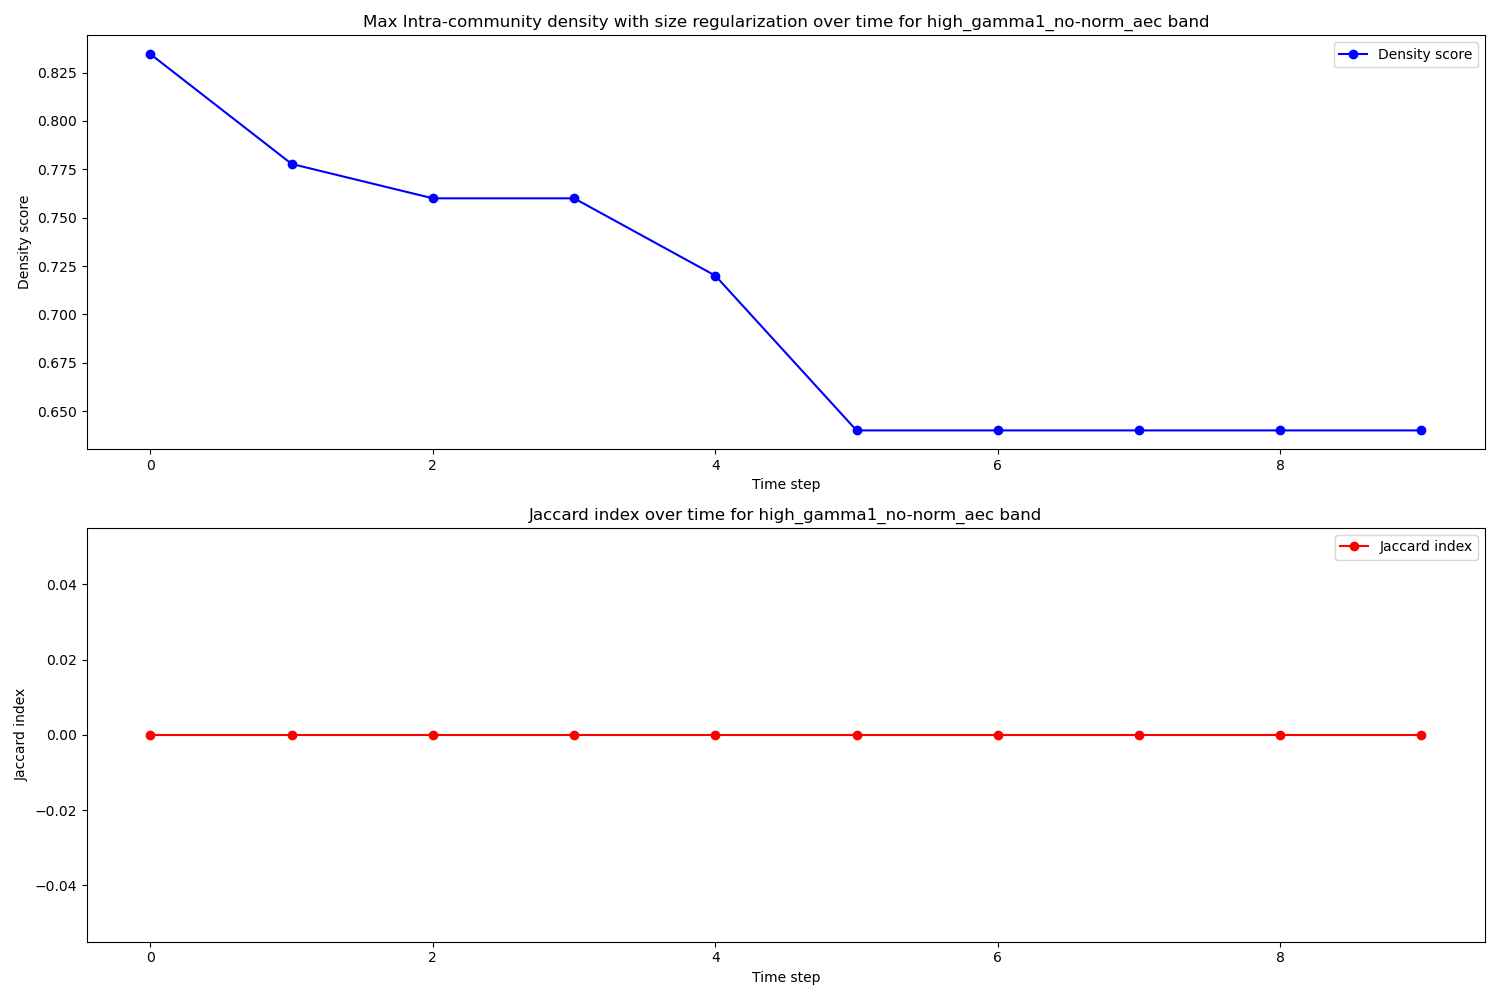 Max Intra-community density with size regularization over time for high_gamma1_no-norm_aec band
Density score
0.825
0.800
0.775
0.750
0.725
0.700
0.675
0.650
Density score
0 2 4 6 8
Time step
Jaccard index over time for high_gamma1_no-norm_aec band
Jaccard index
0.04
0.02
0.00
−0.02
−0.04
Jaccard index
0 2 4 6 8
Time step